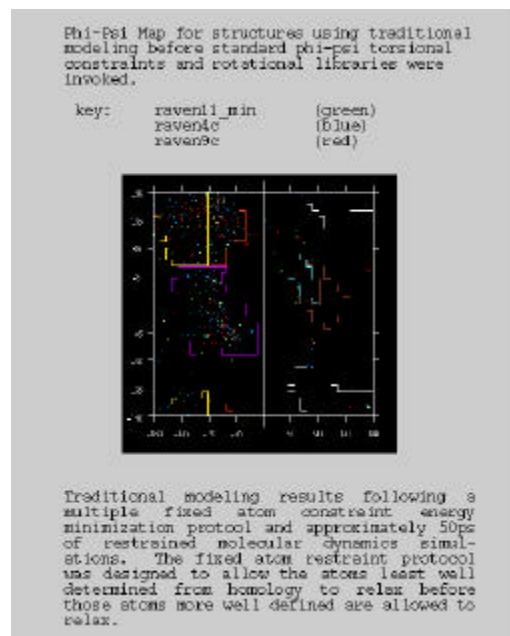 Phi-Psi Map for structures using traditional
modeling before standard phi-psi torsional
constraints and rotational libraries were
invoked.
key: raven11_min (green)
raven4c (blue)
raven9c (red)
Traditional modeling results following a
multiple fixed atom constraint energy
minimization protcol and approximately 50ps
of restrained molecular dynamics simul-
ations. The fixed atom restraint protocol
was designed to allow the atoms least well
determined from homology to relax before
those atoms more well defined are allowed to
relax.